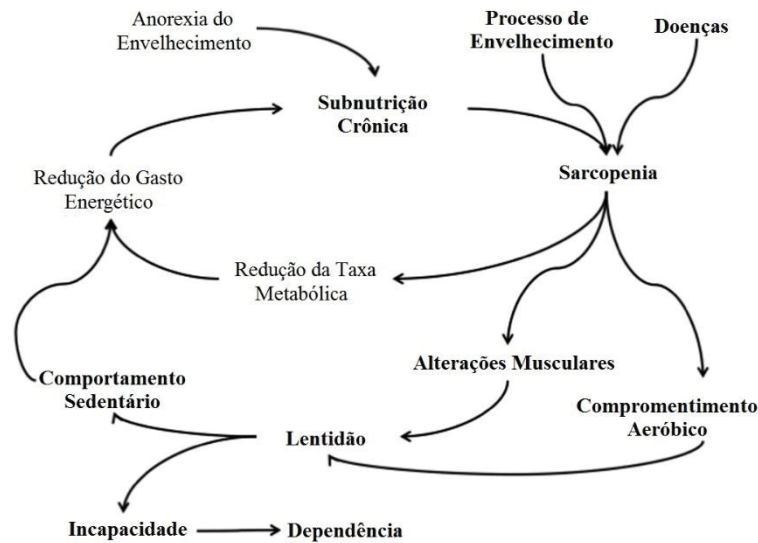 Anorexia do
Envelhecimento
Processo de
Envelhecimento
Doenças
Subnutrição
Crônica
Sarcopenia
Redução do Gasto
Energético
Redução da Taxa
Metabólica
Alterações Musculares
Comportamento
Sedentário
Compromentimento
Aeróbico
Lentidão
Incapacidade
Dependência